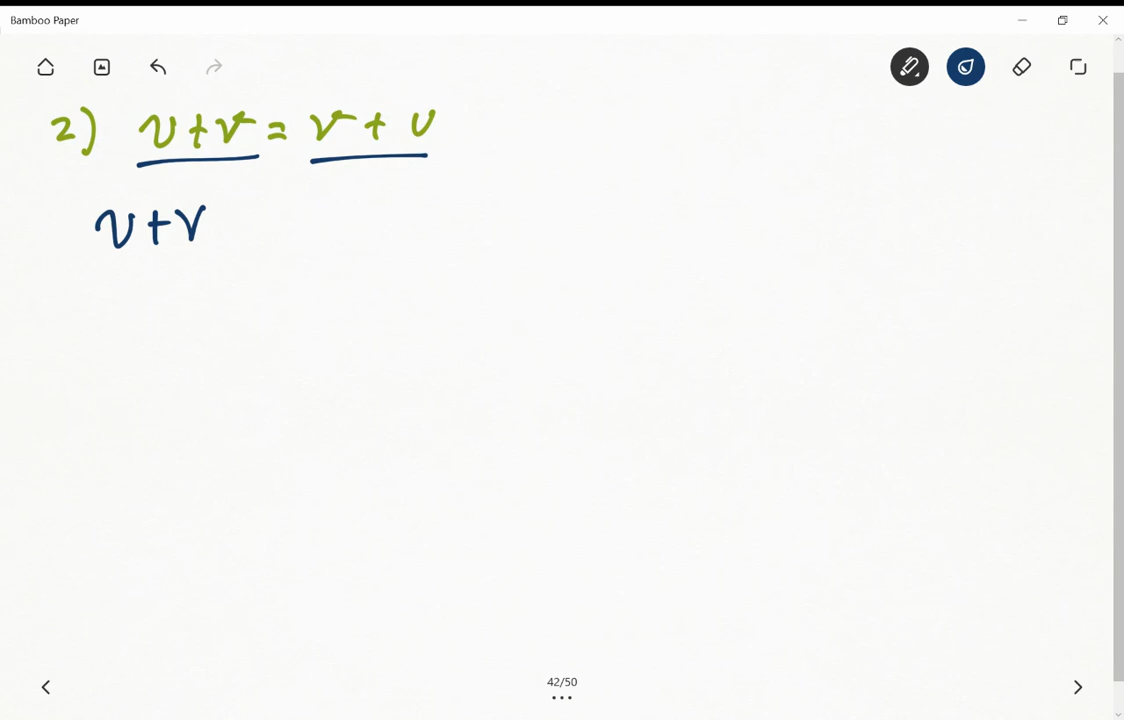 Bamboo Paper
2) u + v = v + u
u + v
42/50